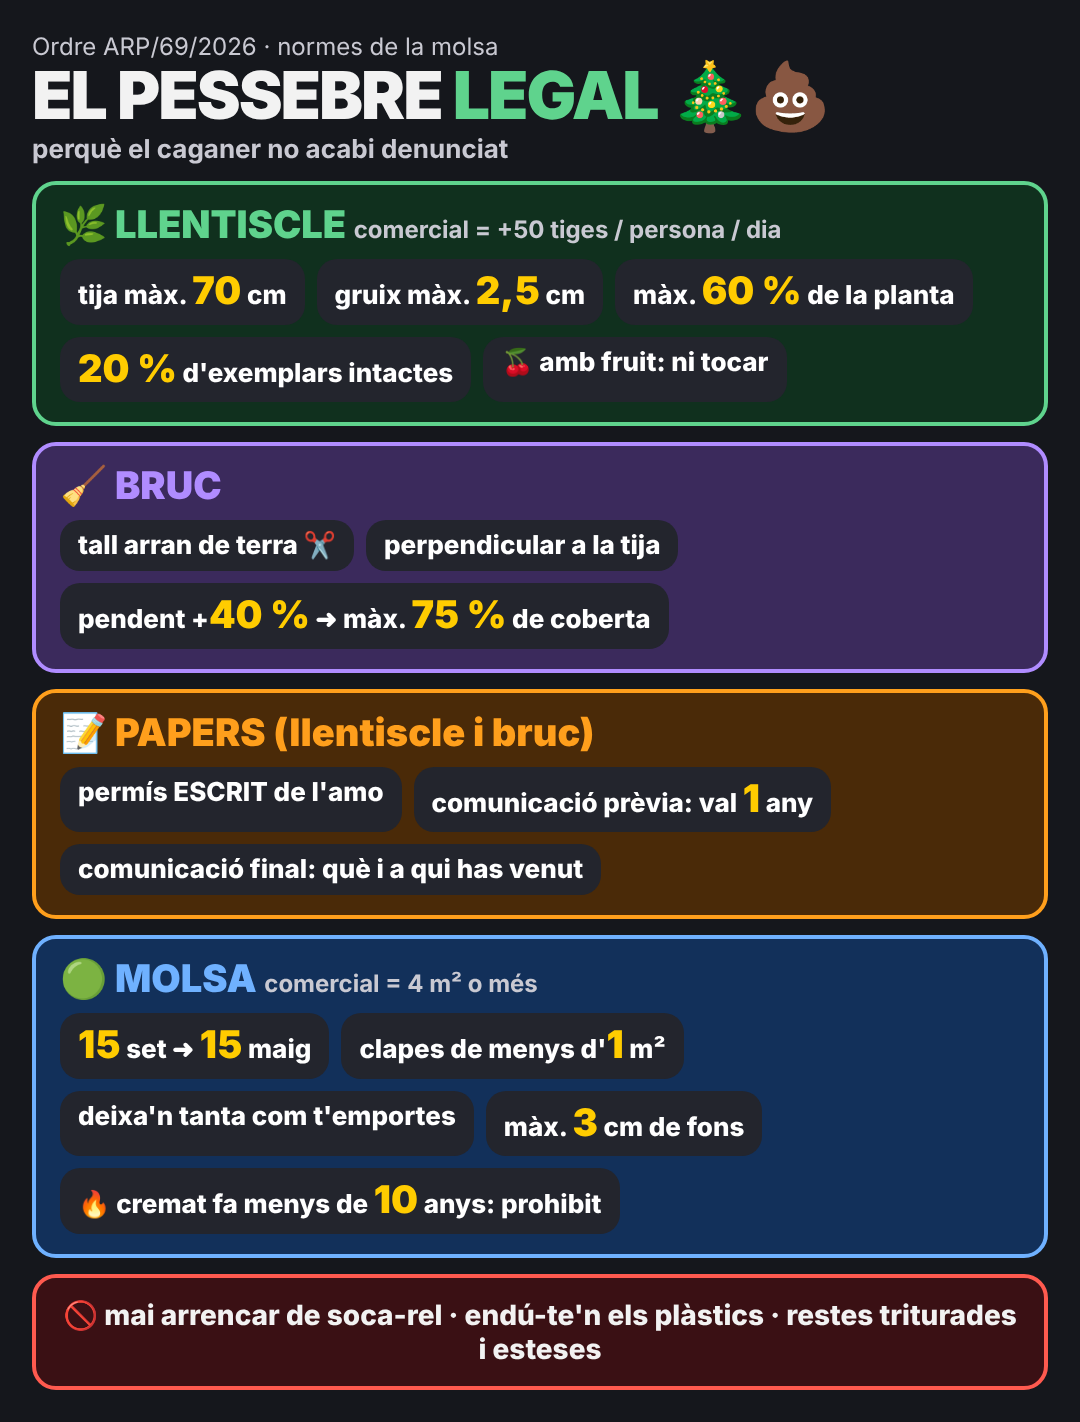 Ordre ARP/69/2026 · normes de la molsa
EL PESSEBRE LEGAL 🎄💩
perquè el caganer no acabi denunciat
🌿 LLENTISCLE comercial = +50 tiges / persona / dia
tija màx. 70 cm
gruix màx. 2,5 cm
màx. 60 % de la planta
20 % d'exemplars intactes
🍒 amb fruit: ni tocar
🧹 BRUC
tall arran de terra ✂️
perpendicular a la tija
pendent +40 % ➜ màx. 75 % de coberta
📝 PAPERS (llentiscle i bruc)
permís ESCRIT de l'amo
comunicació prèvia: val 1 any
comunicació final: què i a qui has venut
🟢 MOLSA comercial = 4 m² o més
15 set ➜ 15 maig
clapes de menys d'1 m²
deixa'n tanta com t'emportes
màx. 3 cm de fons
🔥 cremat fa menys de 10 anys: prohibit
🚫 mai arrencar de soca-rel · endú-te'n els plàstics · restes triturades
i esteses